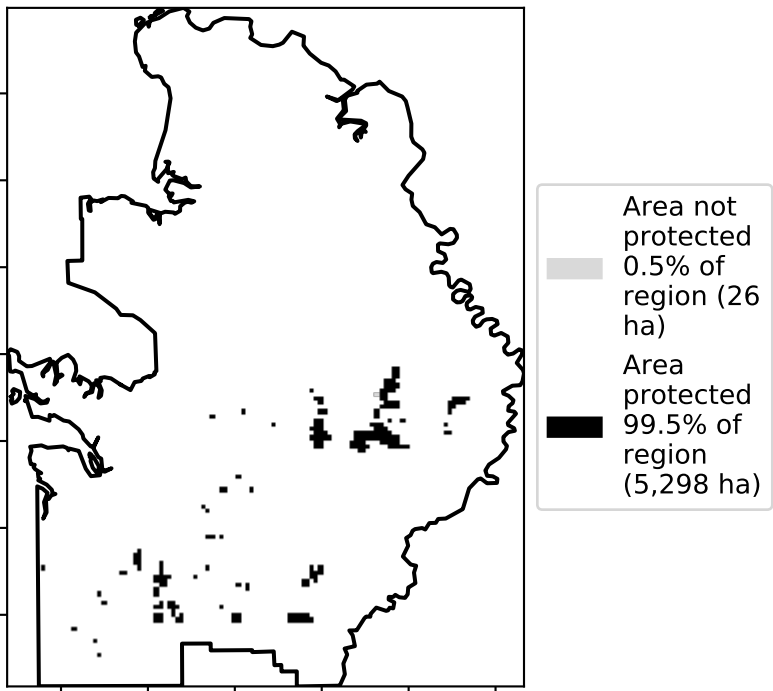 Area not
protected
0.5% of
region (26
ha)
Area
protected
99.5% of
region
(5,298 ha)